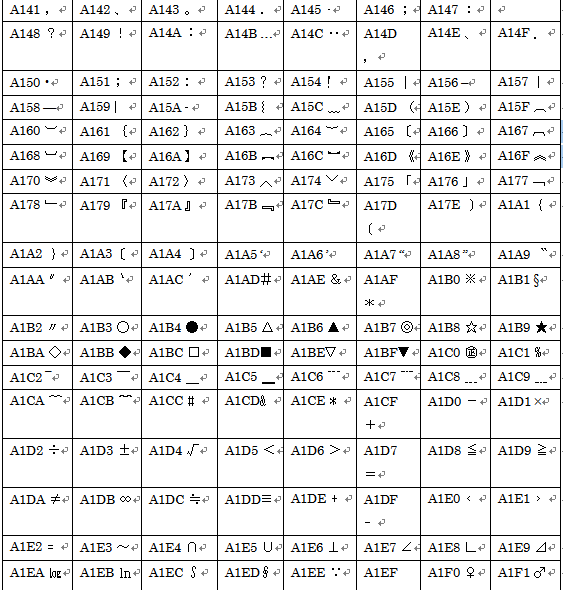 A141 ， A142 、 A143 。 A144 ． A145 ‧ A146 ； A147 ：
A148 ？ A149 ！ A14A ： A14B … A14C ‥ A14D A14E 、 A14F ．
，
A150 · A151 ； A152 ： A153 ？ A154 ！ A155 ︱ A156 – A157 ︱
A158 — A159 | A15A - A15B ⸾ A15C ﹏ A15D （ A15E ） A15F ︵
A160 ︶ A161 ｛ A162 ｝ A163 ︷ A164 ︸ A165 〔 A166 〕 A167 ︹
A168 ︺ A169 【 A16A 】 A16B ︻ A16C ︼ A16D 《 A16E 》 A16F ︽
A170 ︾ A171 〈 A172 〉 A173 ︿ A174 ﹀ A175 「 A176 」 A177 ﹁
A178 ﹂ A179 『 A17A 』 A17B ﹃ A17C ﹄ A17D A17E ） A1A1 ｛
（
A1A2 ｝ A1A3 〔 A1A4 〕 A1A5 ‘ A1A6 ’ A1A7 “ A1A8 ” A1A9 〝
A1AA 〞 A1AB ‵ A1AC ′ A1AD ＃ A1AE ＆ A1AF A1B0 ※ A1B1 §
＊
A1B2 〃 A1B3 ○ A1B4 ● A1B5 △ A1B6 ▲ A1B7 ◎ A1B8 ☆ A1B9 ★
A1BA ◇ A1BB ◆ A1BC □ A1BD ■ A1BE ▽ A1BF ▼ A1C0 ㊣ A1C1 ℅
A1C2 ¯ A1C3 ￣ A1C4 ＿ A1C5 ＿ A1C6 ﹉ A1C7 ﹊ A1C8 ﹍ A1C9 ﹎
A1CA ﹋ A1CB ﹌ A1CC ﹟ A1CD ﹠ A1CE ﹡ A1CF A1D0 － A1D1 ×
＋
A1D2 ÷ A1D3 ± A1D4 √ A1D5 ＜ A1D6 ＞ A1D7 A1D8 ≦ A1D9 ≧
＝
A1DA ≠ A1DB ∞ A1DC ≒ A1DD ≡ A1DE ﹢ A1DF A1E0 ﹤ A1E1 ﹥
﹣
A1E2 ﹦ A1E3 ～ A1E4 ∩ A1E5 ∪ A1E6 ⊥ A1E7 ∠ A1E8 ∟ A1E9 ⊿
A1EA ㏒ A1EB ㏑ A1EC ∫ A1ED ∮ A1EE ∵ A1EF A1F0 ♀ A1F1 ♂